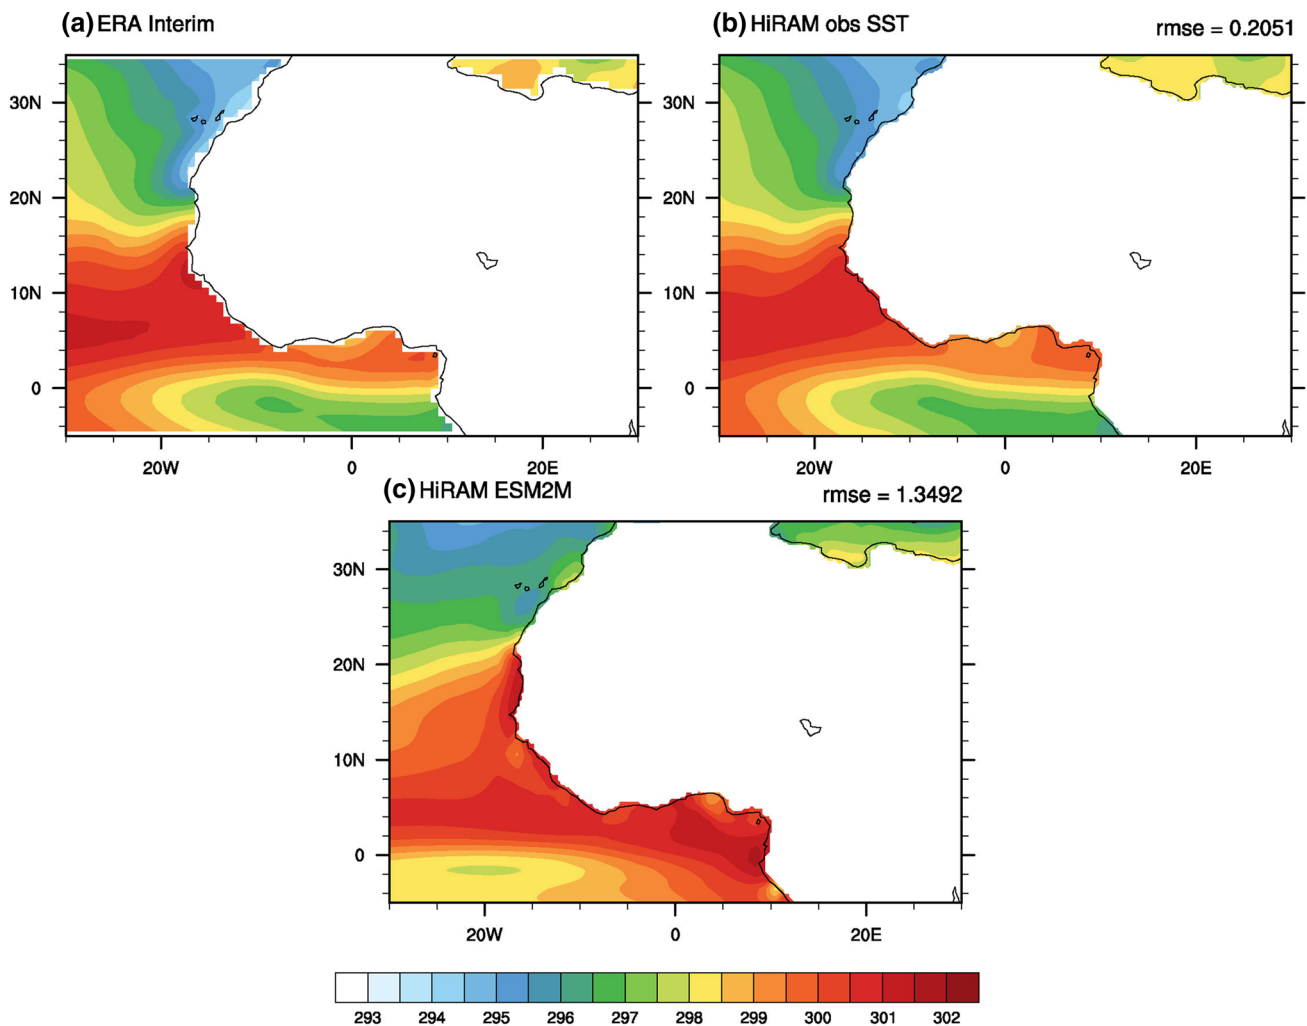 (a) ERA Interim
(b) HiRAM obs SST rmse = 0.2051
30N
20N
10N
0
20W 0 20E
30N
20N
10N
0
20W 0 20E
(c) HiRAM ESM2M rmse = 1.3492
30N
20N
10N
0
20W 0 20E
293 294 295 296 297 298 299 300 301 302